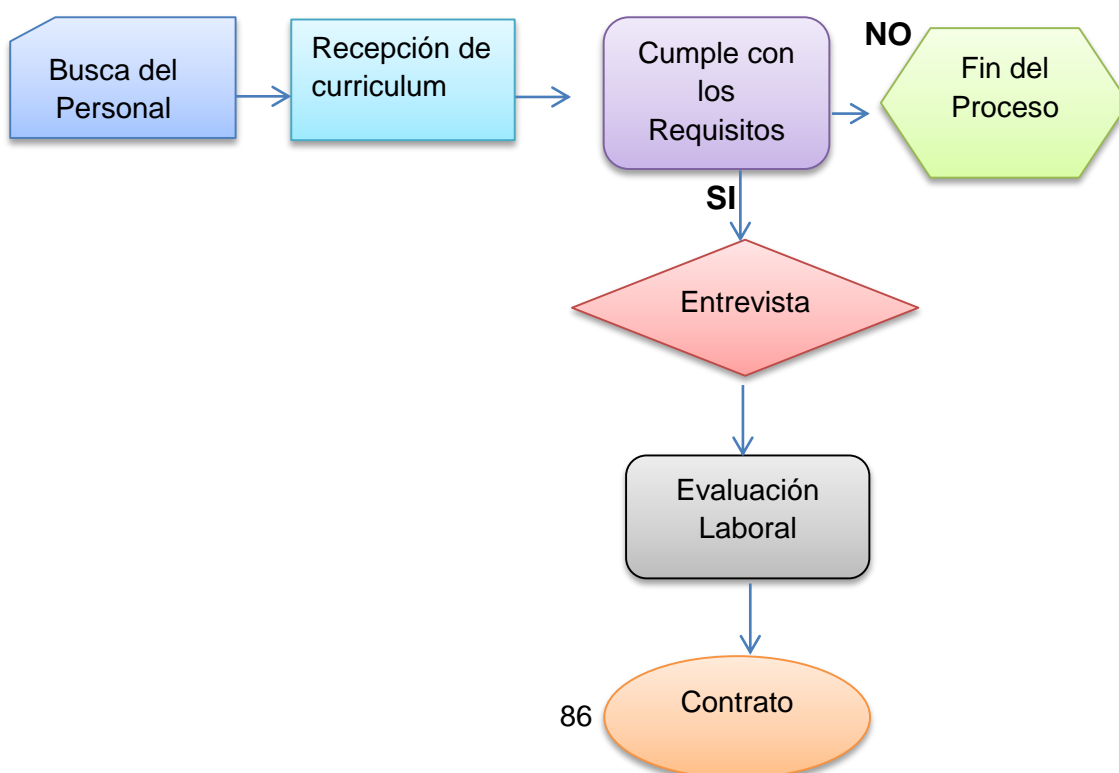 Busca del
Personal
Recepción de
curriculum
Cumple con
los
Requisitos
NO
Fin del
Proceso
SI
Entrevista
Evaluación
Laboral
86
Contrato